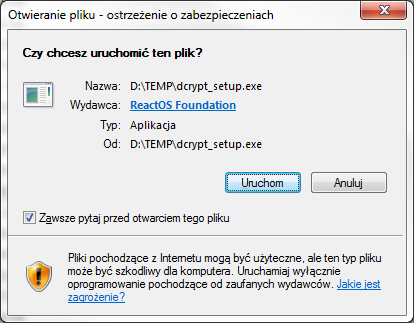 Otwieranie pliku - ostrzeżenie o zabezpieczeniach
Czy chcesz uruchomić ten plik?
Nazwa: D:\TEMP\dcrypt_setup.exe
Wydawca: ReactOS Foundation
Typ: Aplikacja
Od: D:\TEMP\dcrypt_setup.exe
Uruchom Anuluj
Zawsze pytaj przed otwarciem tego pliku
Pliki pochodzące z Internetu mogą być użyteczne, ale ten typ pliku
może być szkodliwy dla komputera. Uruchamiaj wyłącznie
oprogramowanie pochodzące od zaufanych wydawców. Jakie jest
zagrożenie?